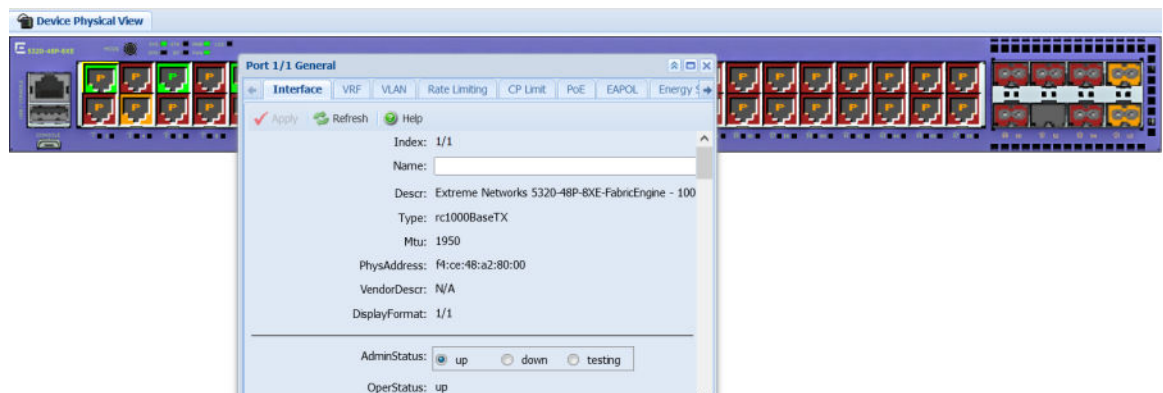 Device Physical View
5320-48P-8XE
Port 1/1 General
Interface VRF VLAN Rate Limiting CP Limit PoE EAPOL Energy
Apply Refresh Help
Index: 1/1
Name:
Descr: Extreme Networks 5320-48P-8XE-FabricEngine - 100
Type: rc1000BaseTX
Mtu: 1950
PhysAddress: f4:ce:48:a2:80:00
VendorDescr: N/A
DisplayFormat: 1/1
AdminStatus: up down testing
OperStatus: up
CONSOLE